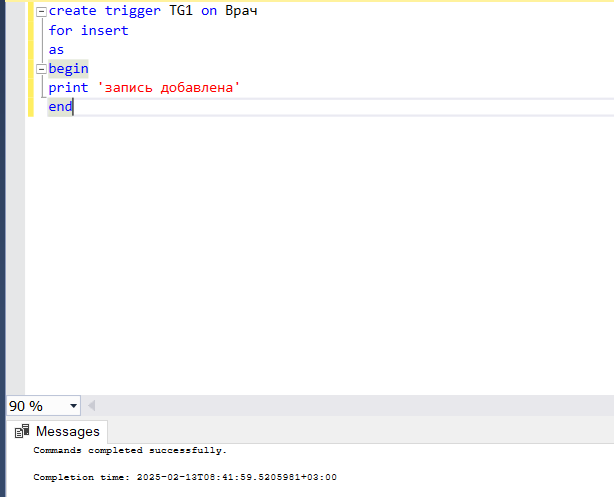 create trigger TG1 on Врач
for insert
as
begin
print 'запись добавлена'
end
90 %
Messages
Commands completed successfully.
Completion time: 2025-02-13T08:41:59.5205981+03:00